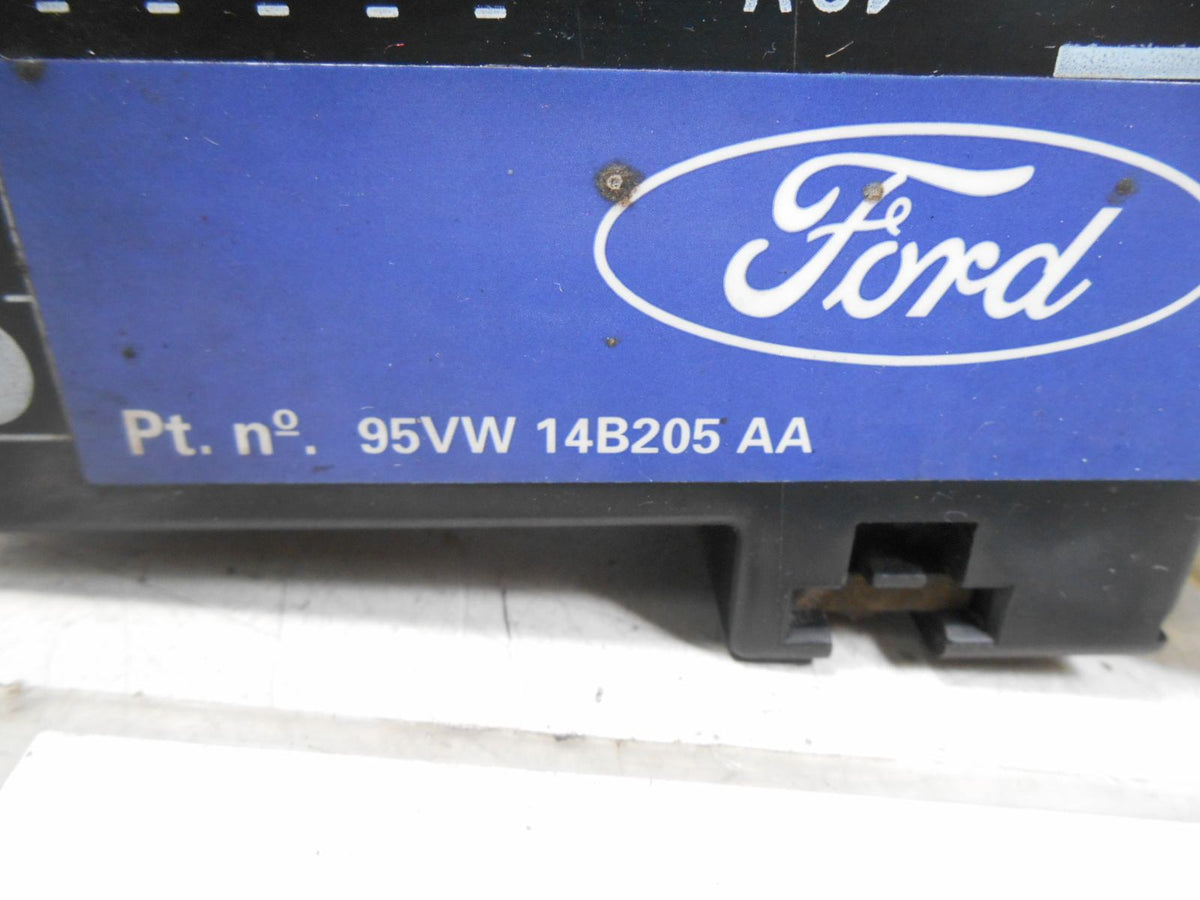 Ford
Pt. nº. 95VW 14B205 AA